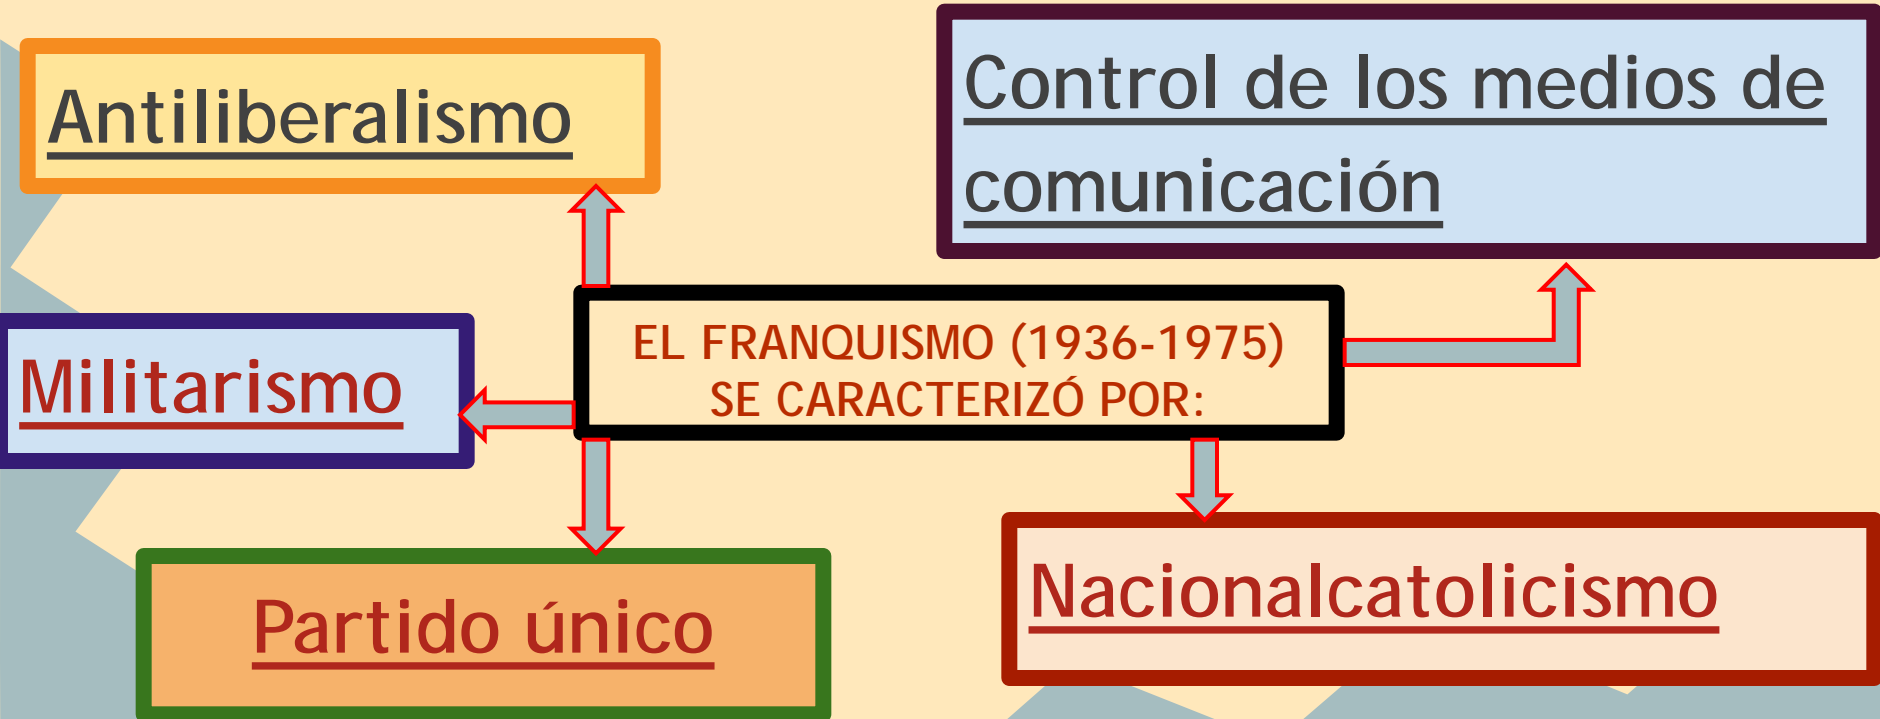 Antiliberalismo
Control de los medios de
comunicación
EL FRANQUISMO (1936-1975)
SE CARACTERIZÓ POR:
Militarismo
Partido único
Nacionalcatolicismo